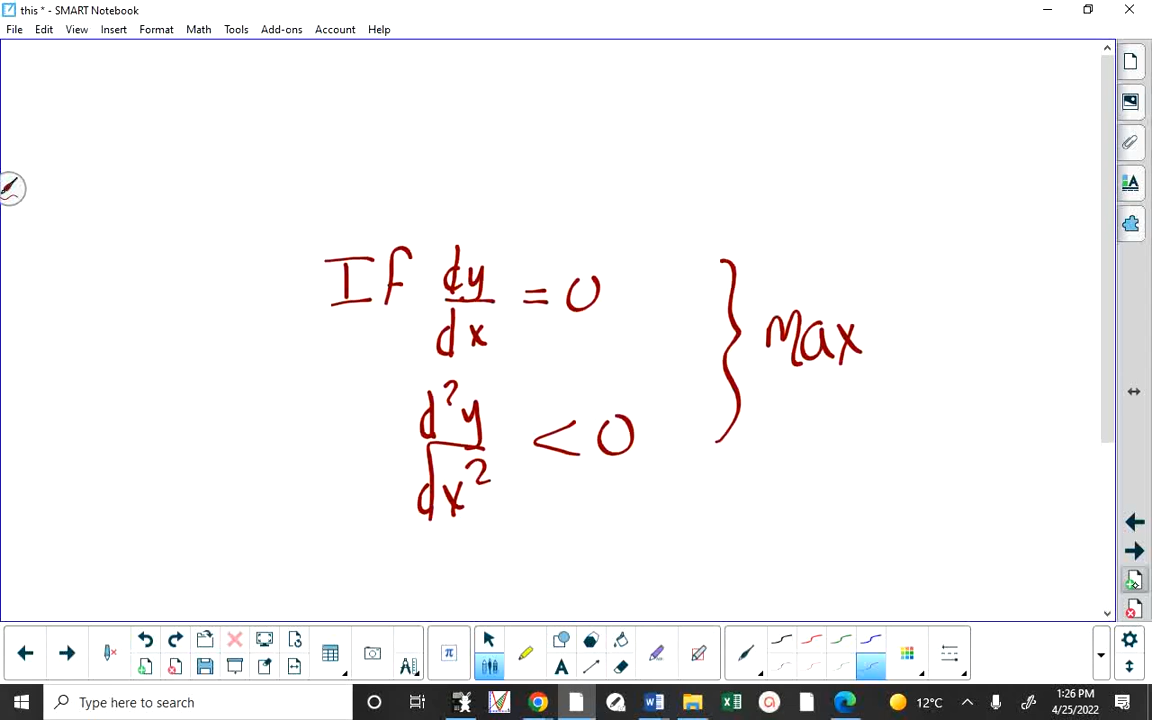 this * - SMART Notebook
File Edit View Insert Format Math Tools Add-ons Account Help
If dy/dx = 0
d²y/dx² < 0
} Max
π
A
Type here to search
12°C
1:26 PM
4/25/2022